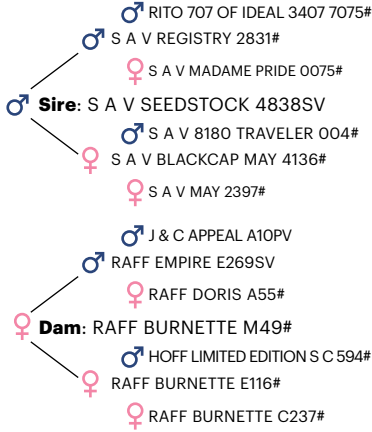 RITO 707 OF IDEAL 3407 7075#
S A V REGISTRY 2831#
S A V MADAME PRIDE 0075#
Sire: S A V SEEDSTOCK 4838SV
S A V 8180 TRAVELER 004#
S A V BLACKCAP MAY 4136#
S A V MAY 2397#
J & C APPEAL A10PV
RAFF EMPIRE E269SV
RAFF DORIS A55#
Dam: RAFF BURNETTE M49#
HOFF LIMITED EDITION S C 594#
RAFF BURNETTE E116#
RAFF BURNETTE C237#